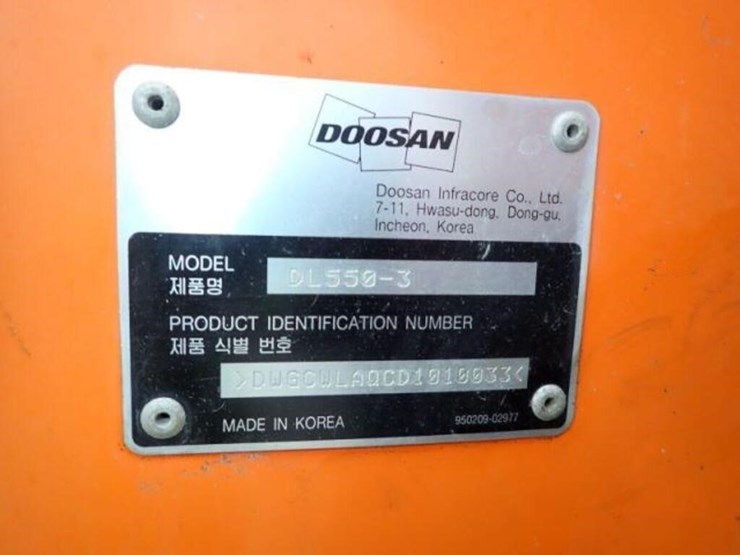 DOOSAN
Doosan Infracore Co., Ltd.
7-11, Hwasu-dong, Dong-gu,
Incheon, Korea
MODEL DL550-3
제품명
PRODUCT IDENTIFICATION NUMBER
제품 식별 번호
>DWGCWLAQCD1010033<
MADE IN KOREA 950209-02977